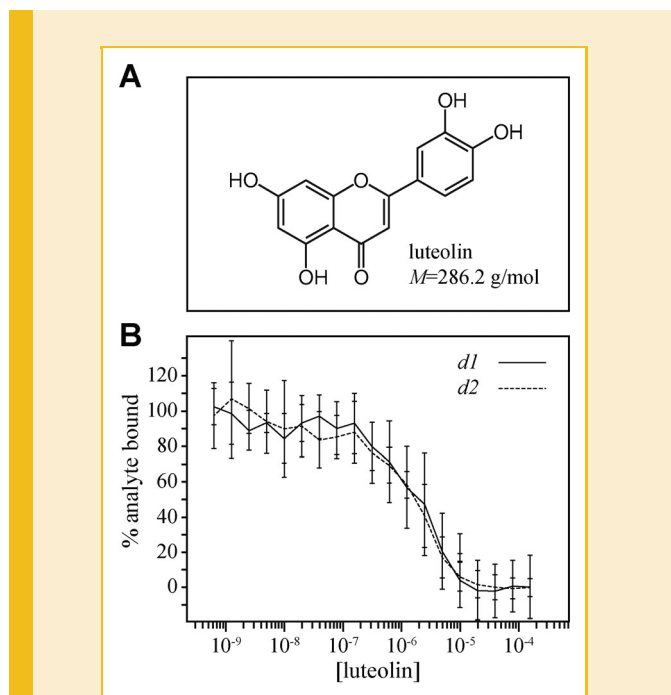 A
OH
OH
HO
O
OH
O
luteolin
M=286.2 g/mol
B
d1
d2
120
100
80
60
40
20
0
% analyte bound
10⁻⁹ 10⁻⁸ 10⁻⁷ 10⁻⁶ 10⁻⁵ 10⁻⁴
[luteolin]